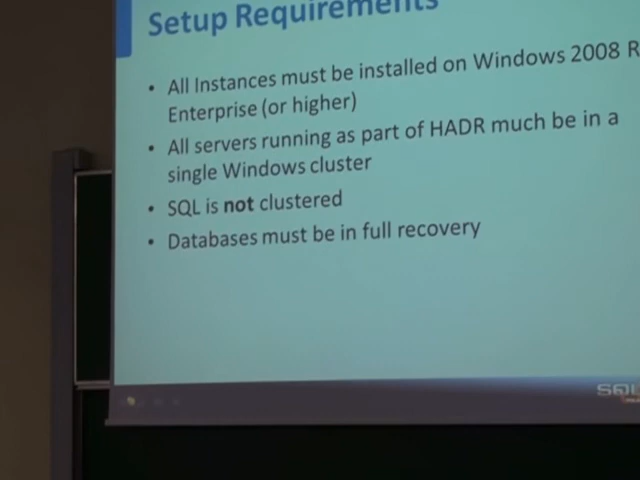 Setup Requirements
• All Instances must be installed on Windows 2008 R
Enterprise (or higher)
• All servers running as part of HADR much be in a
single Windows cluster
• SQL is not clustered
• Databases must be in full recovery